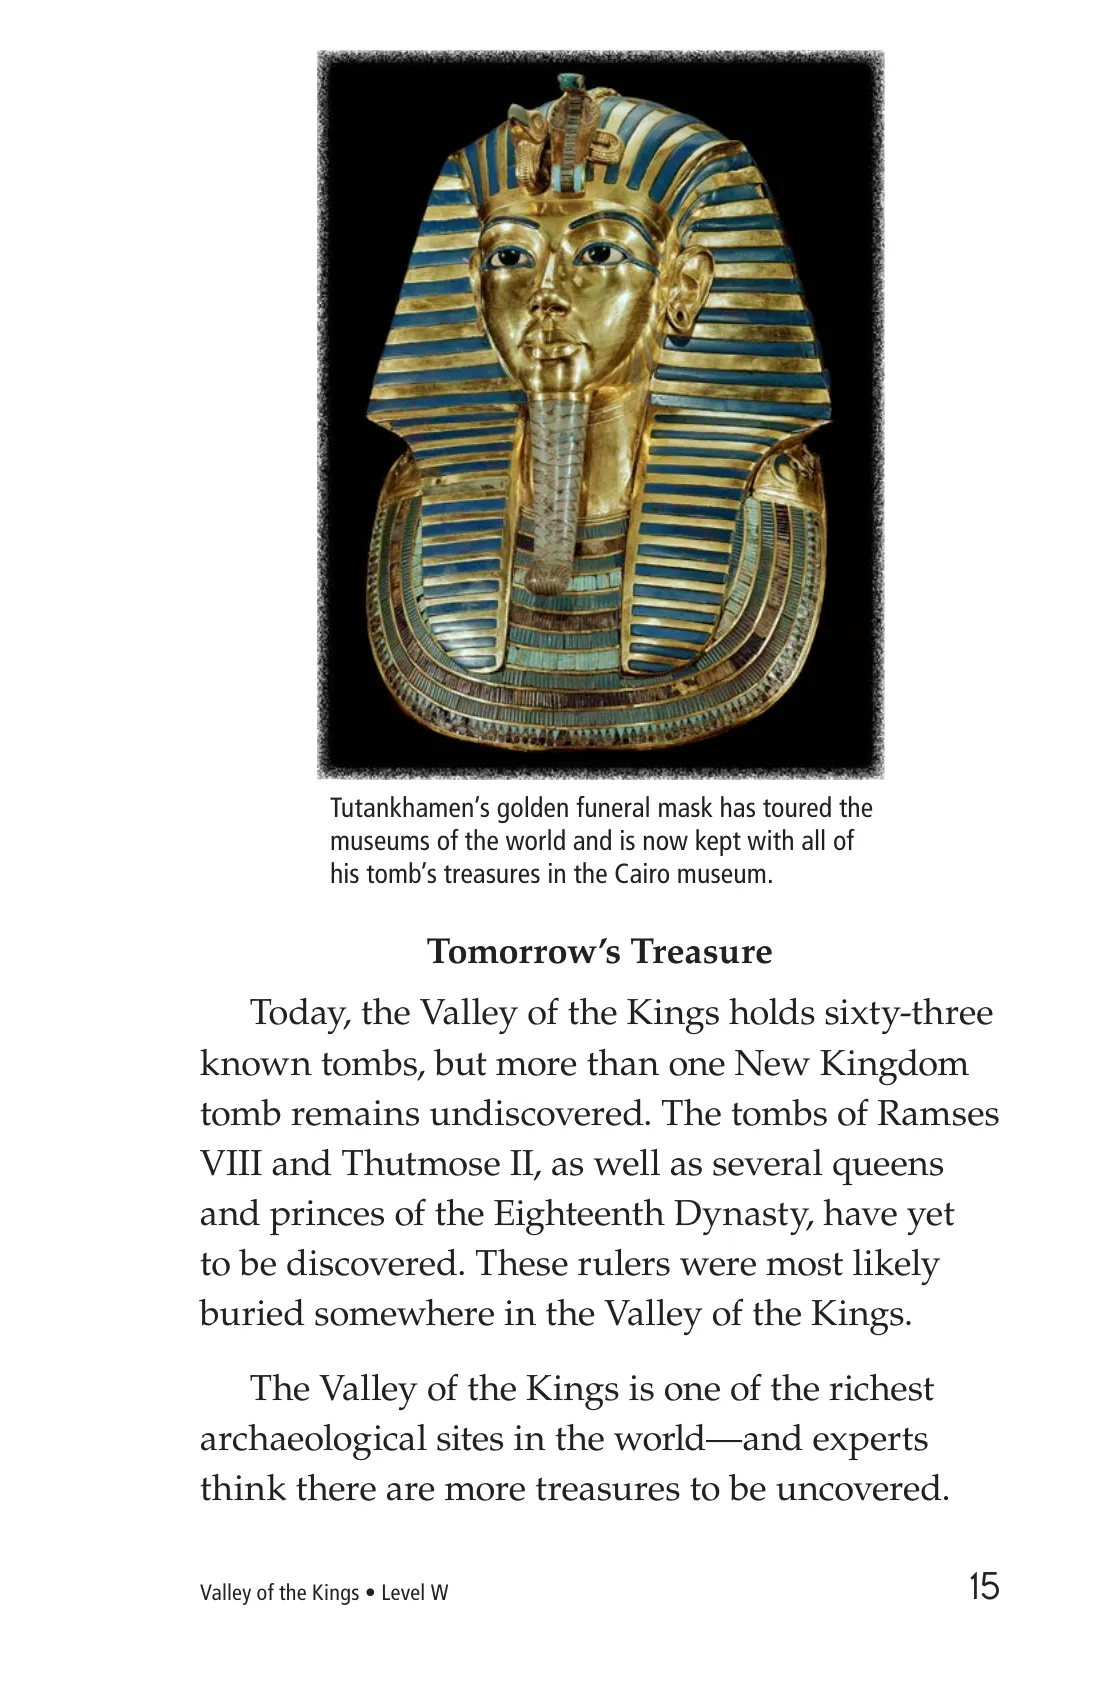 Tutankhamen’s golden funeral mask has toured the
museums of the world and is now kept with all of
his tomb’s treasures in the Cairo museum.
Tomorrow’s Treasure
Today, the Valley of the Kings holds sixty-three
known tombs, but more than one New Kingdom
tomb remains undiscovered. The tombs of Ramses
VIII and Thutmose II, as well as several queens
and princes of the Eighteenth Dynasty, have yet
to be discovered. These rulers were most likely
buried somewhere in the Valley of the Kings.
The Valley of the Kings is one of the richest
archaeological sites in the world—and experts
think there are more treasures to be uncovered.
Valley of the Kings • Level W
15